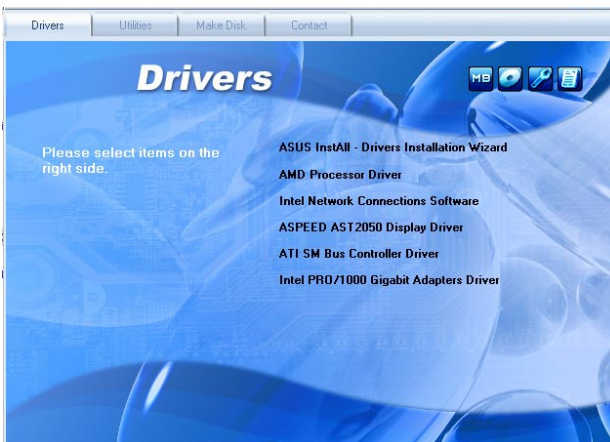 Drivers
Utilities
Make Disk
Contact
Drivers
MB
Please select items on the
right side.
ASUS InstAll - Drivers Installation Wizard
AMD Processor Driver
Intel Network Connections Software
ASPEED AST2050 Display Driver
ATI SM Bus Controller Driver
Intel PRO/1000 Gigabit Adapters Driver